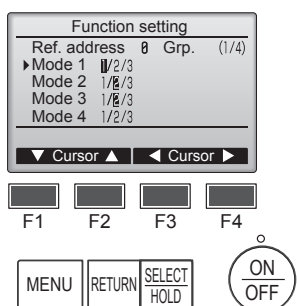 Function setting
Ref. address 0 Grp. (1/4)
▶Mode 1 1/2/3
Mode 2 1/2/3
Mode 3 1/2/3
Mode 4 1/2/3
▼ Cursor ▲ ◀ Cursor ▶
F1 F2 F3 F4
MENU RETURN SELECT/HOLD ON/OFF